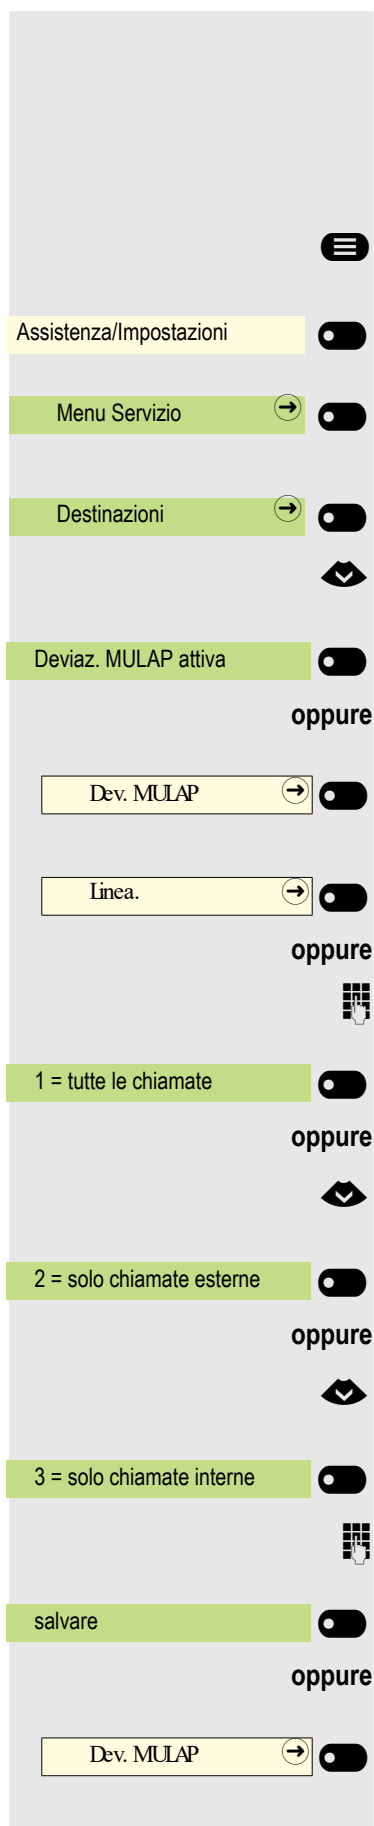 Assistenza/Impostazioni
Menu Servizio
Destinazioni
Deviaz. MULAP attiva
oppure
Dev. MULAP
Linea.
oppure
1 = tutte le chiamate
oppure
2 = solo chiamate esterne
oppure
3 = solo chiamate interne
salvare
oppure
Dev. MULAP